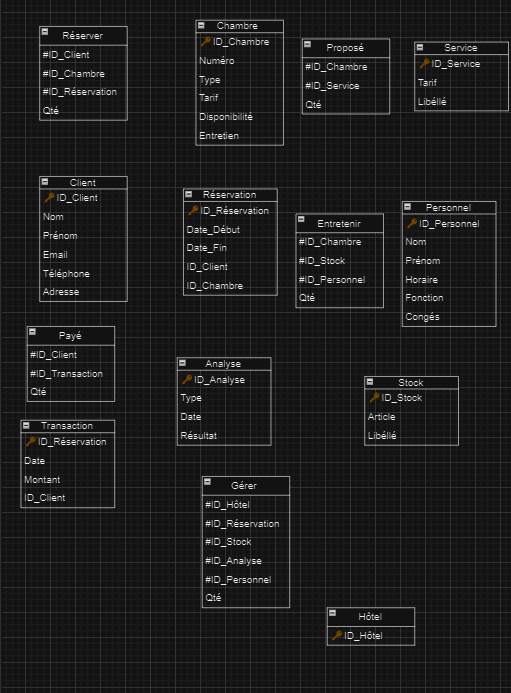 Réserver
#ID_Client
#ID_Chambre
#ID_Réservation
Qté
Chambre
ID_Chambre
Numéro
Type
Tarif
Disponibilité
Entretien
Proposé
#ID_Chambre
#ID_Service
Qté
Service
ID_Service
Tarif
Libéllé
Client
ID_Client
Nom
Prénom
Email
Téléphone
Adresse
Réservation
ID_Réservation
Date_Début
Date_Fin
ID_Client
ID_Chambre
Entretenir
#ID_Chambre
#ID_Stock
#ID_Personnel
Qté
Personnel
ID_Personnel
Nom
Prénom
Horaire
Fonction
Congés
Payé
#ID_Client
#ID_Transaction
Qté
Analyse
ID_Analyse
Type
Date
Résultat
Stock
ID_Stock
Article
Libéllé
Transaction
ID_Réservation
Date
Montant
ID_Client
Gérer
#ID_Hôtel
#ID_Réservation
#ID_Stock
#ID_Analyse
#ID_Personnel
Qté
Hôtel
ID_Hôtel